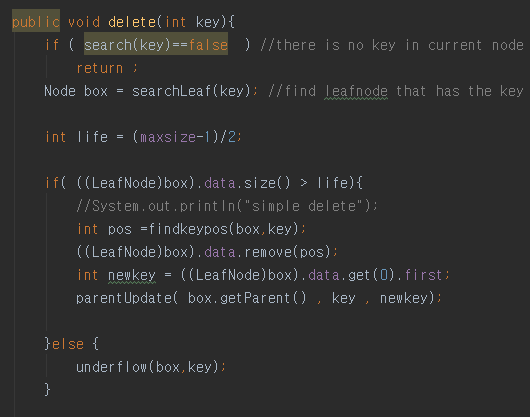 public void delete(int key){
if ( search(key)==false ) //there is no key in current node
return ;
Node box = searchLeaf(key); //find leafnode that has the key
int life = (maxsize-1)/2;
if( ((LeafNode)box).data.size() > life){
//System.out.println("simple delete");
int pos =findkeypos(box,key);
((LeafNode)box).data.remove(pos);
int newkey = ((LeafNode)box).data.get(0).first;
parentUpdate( box.getParent() , key , newkey);
}else {
underflow(box,key);
}